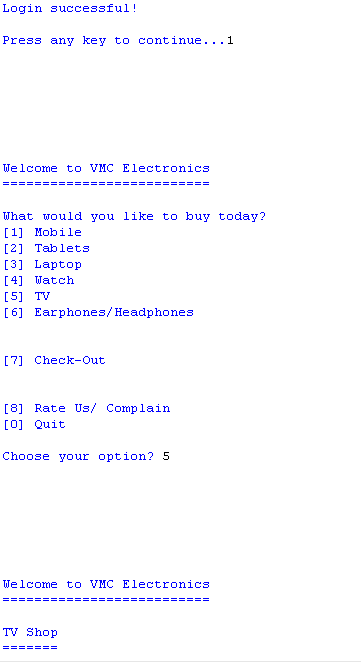 Login successful!
Press any key to continue...1
Welcome to VMC Electronics
==========================
What would you like to buy today?
[1] Mobile
[2] Tablets
[3] Laptop
[4] Watch
[5] TV
[6] Earphones/Headphones
[7] Check-Out
[8] Rate Us/ Complain
[0] Quit
Choose your option? 5
Welcome to VMC Electronics
==========================
TV Shop
=======